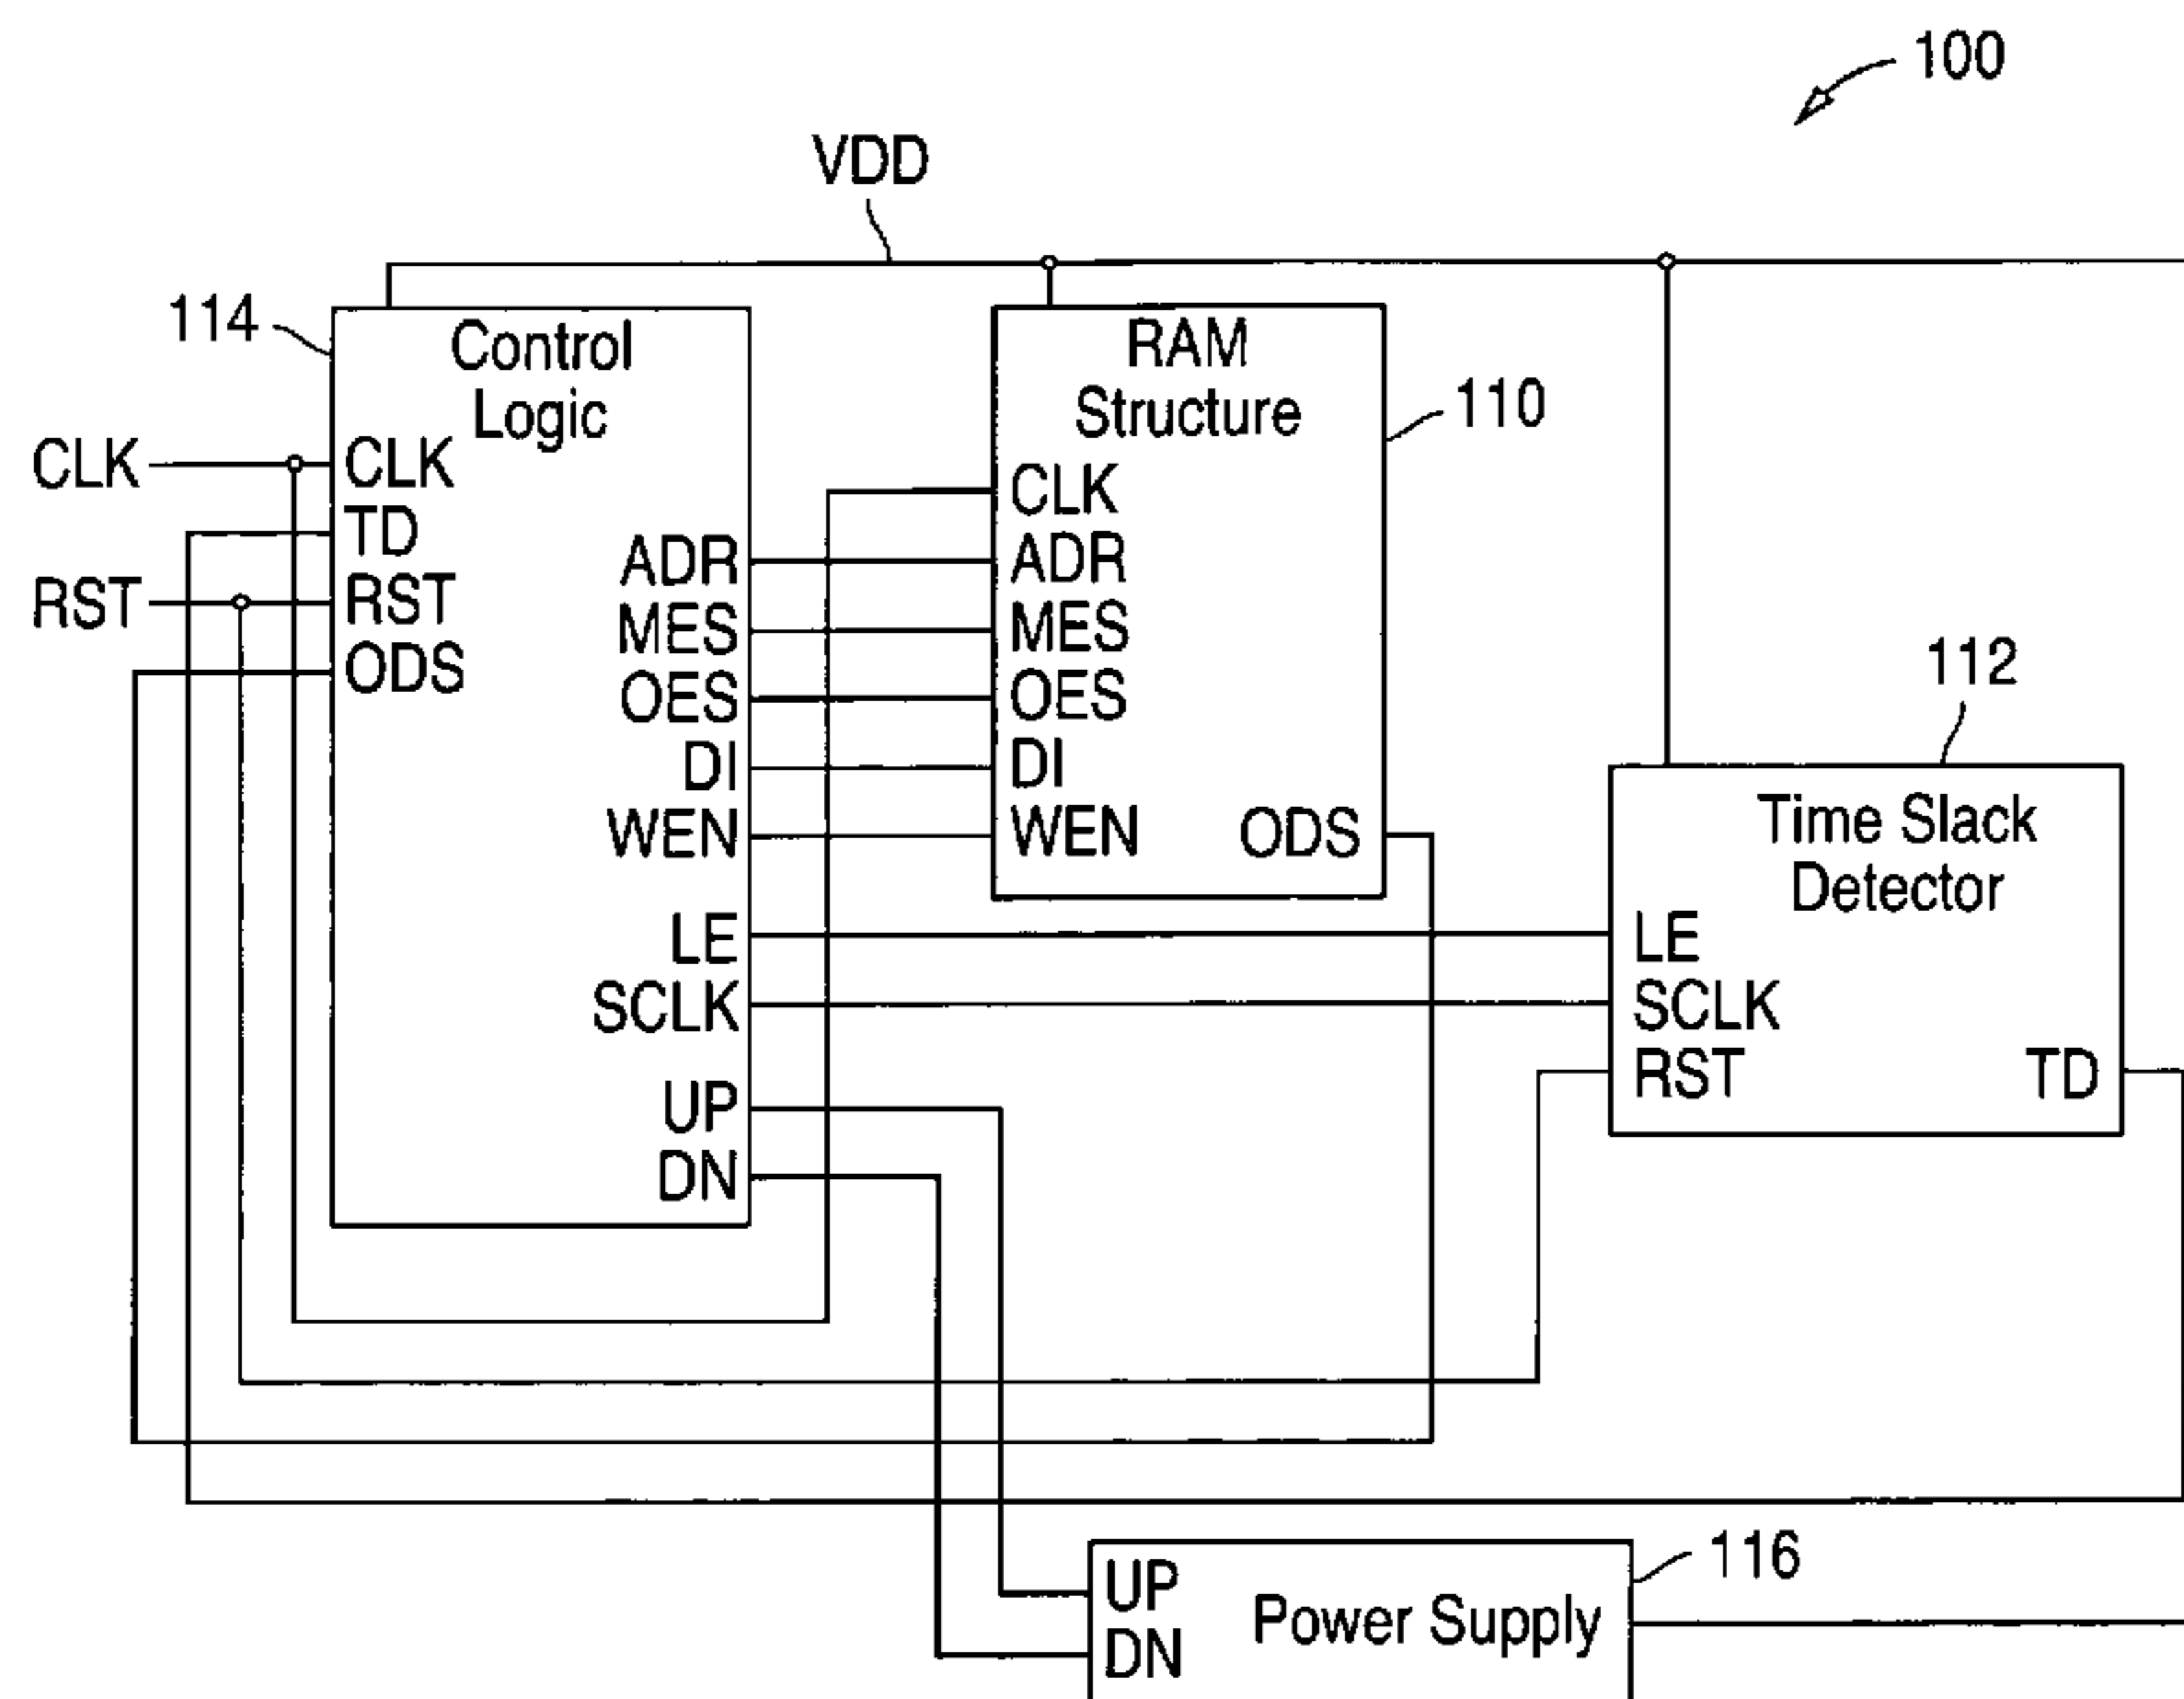 100
VDD
114
Control
Logic
CLK
CLK
TD
RST
RST
ODS
ADR
MES
OES
DI
WEN
LE
SCLK
UP
DN
RAM
Structure
110
CLK
ADR
MES
OES
DI
WEN
ODS
112
Time Slack
Detector
LE
SCLK
RST
TD
116
UP
Power Supply
DN